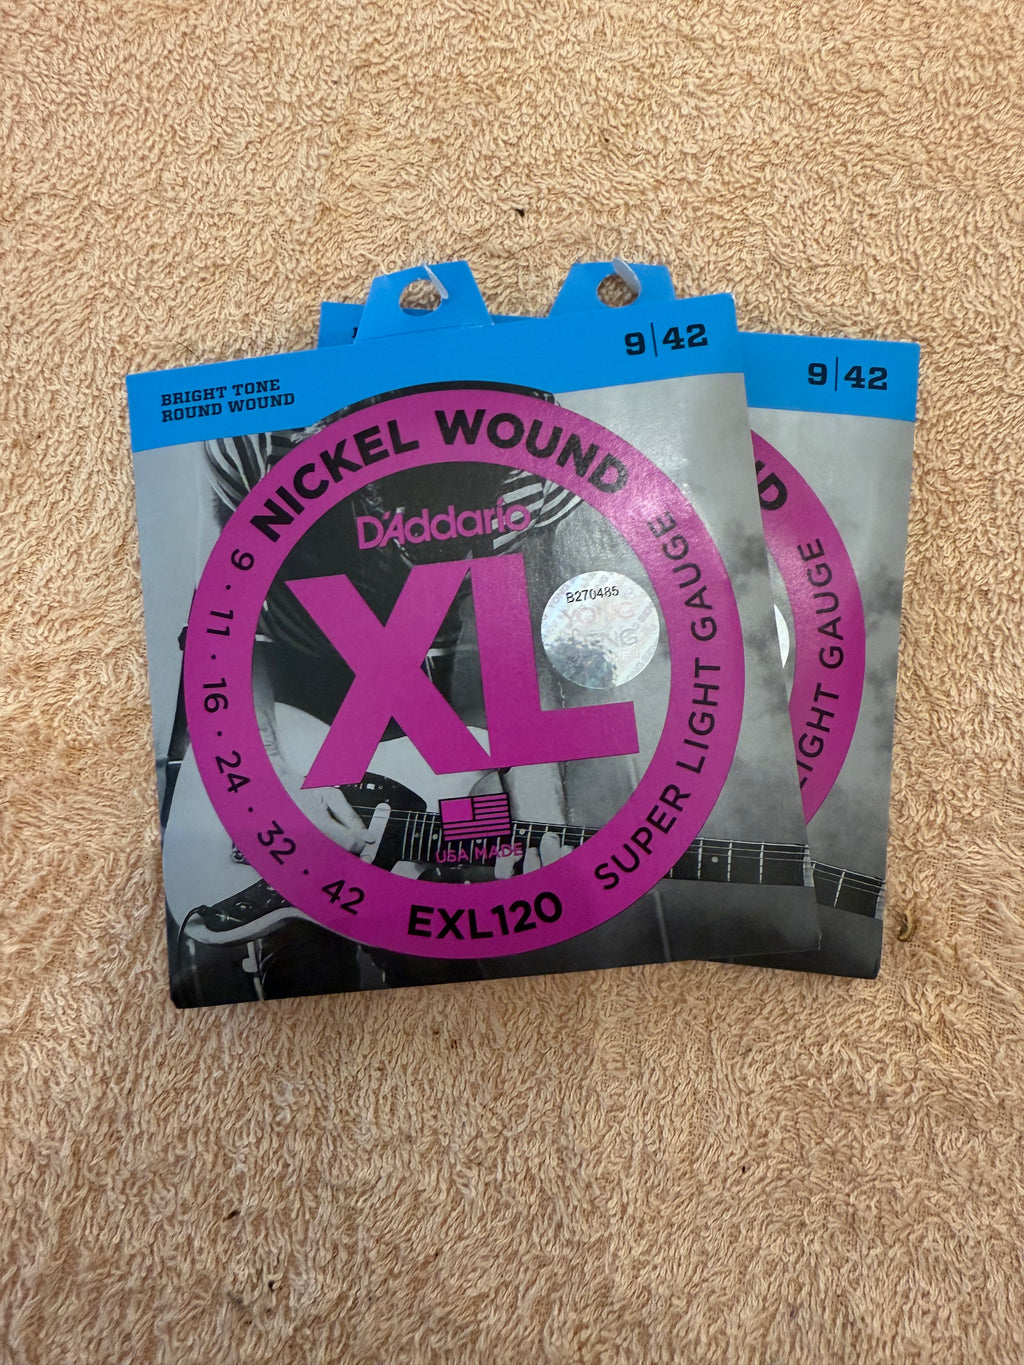 BRIGHT TONE
ROUND WOUND
9|42
NICKEL WOUND
D'Addario
XL
B270485
9 · 11 · 16 · 24 · 32 · 42
USA MADE
EXL120
SUPER LIGHT GAUGE
9|42
LIGHT GAUGE